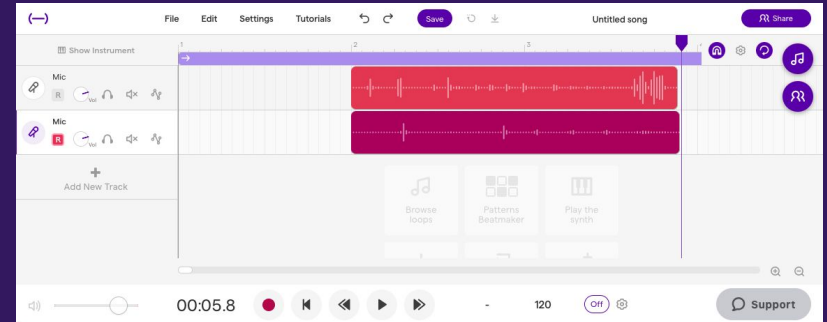 (—) File Edit Settings Tutorials Save Untitled song Share
Show Instrument 1 2 3
Mic
R Vol
Mic
R Vol
+
Add New Track
Browse loops
Patterns Beatmaker
Play the synth
00:05.8 - 120 Off Support